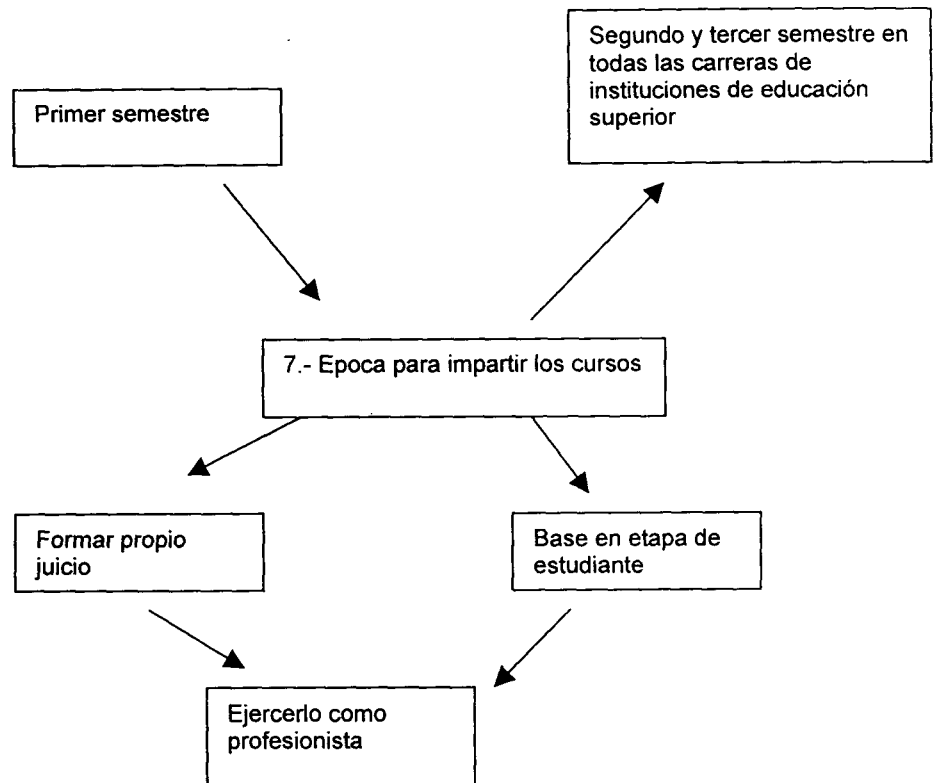 Segundo y tercer semestre en
todas las carreras de
instituciones de educación
superior
Primer semestre
7.- Epoca para impartir los cursos
Formar propio
juicio
Base en etapa de
estudiante
Ejercerlo como
profesionista